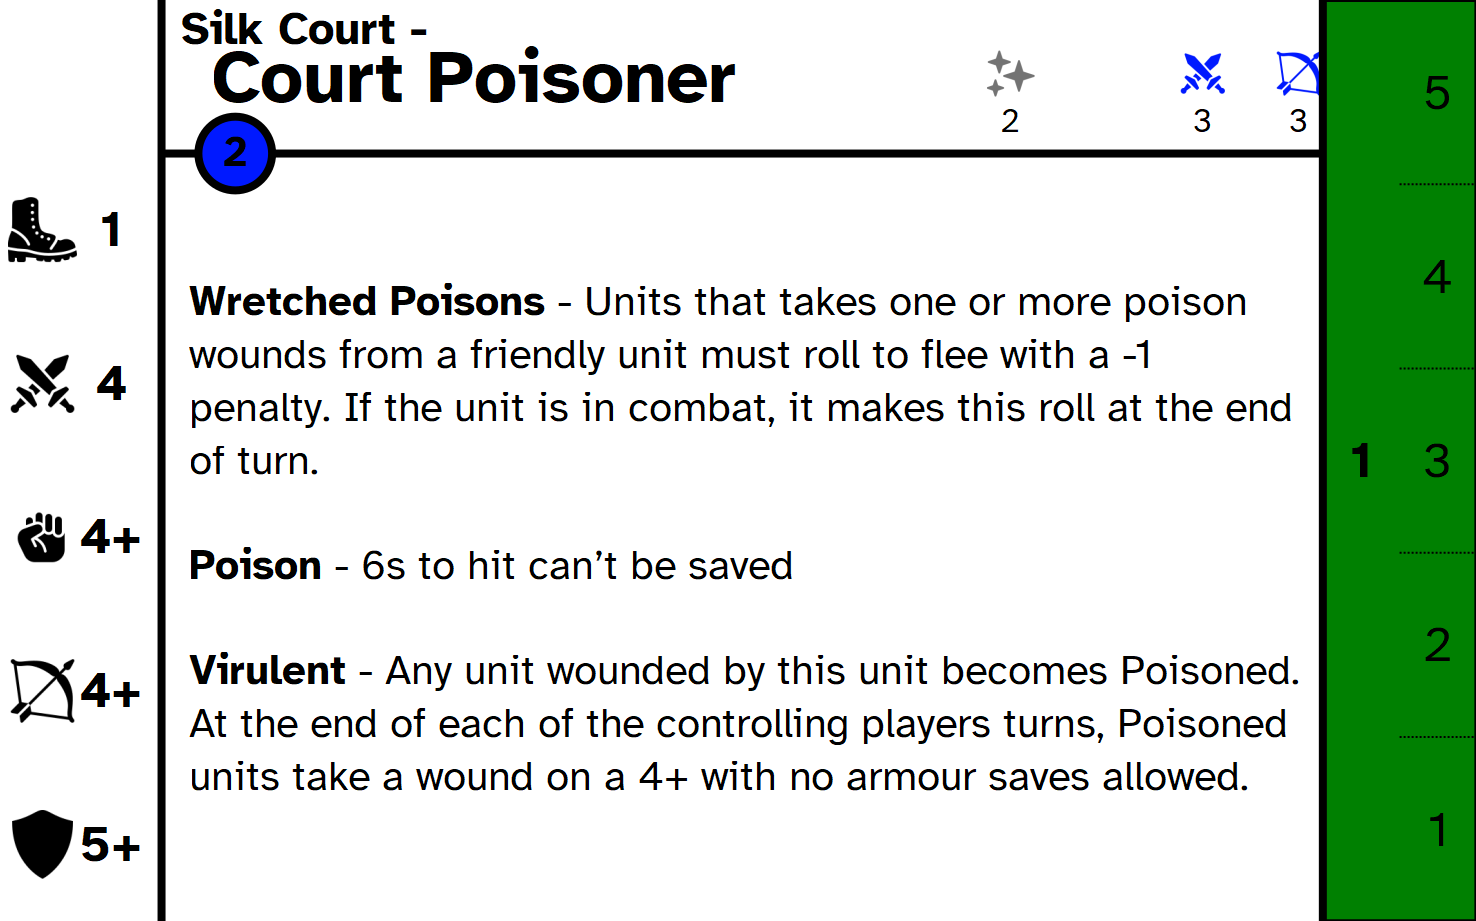 Silk Court -
Court Poisoner
2
3
3
2
1
4
4+
4+
5+
Wretched Poisons - Units that takes one or more poison
wounds from a friendly unit must roll to flee with a -1
penalty. If the unit is in combat, it makes this roll at the end
of turn.
Poison - 6s to hit can’t be saved
Virulent - Any unit wounded by this unit becomes Poisoned.
At the end of each of the controlling players turns, Poisoned
units take a wound on a 4+ with no armour saves allowed.
5
4
1 3
2
1